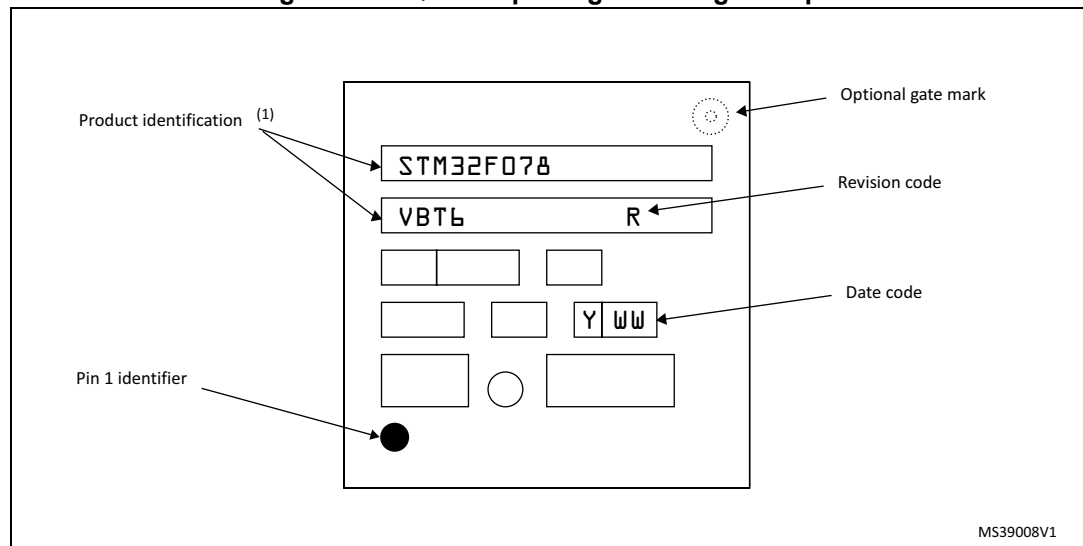 Optional gate mark
Product identification (1)
STM32F078
Revision code
VBT6 R
Date code
Y WW
Pin 1 identifier
MS39008V1